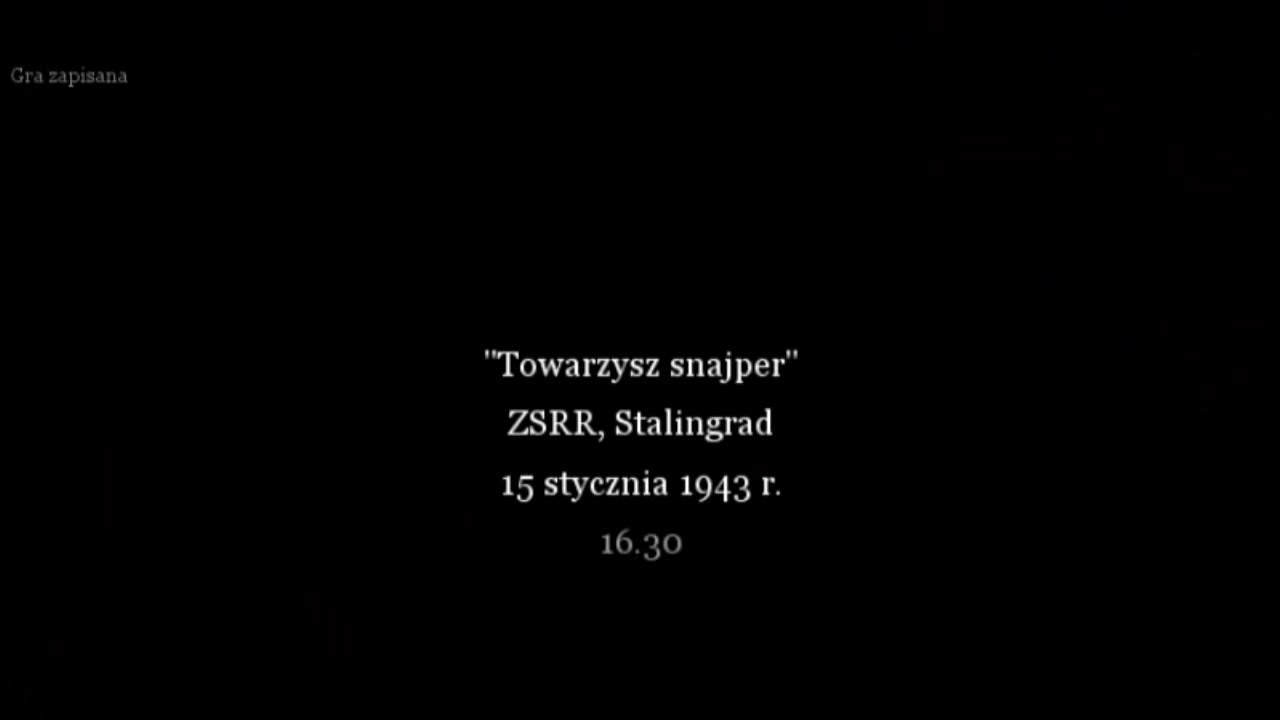 Gra zapisana
"Towarzysz snajper"
ZSRR, Stalingrad
15 stycznia 1943 r.
16.30